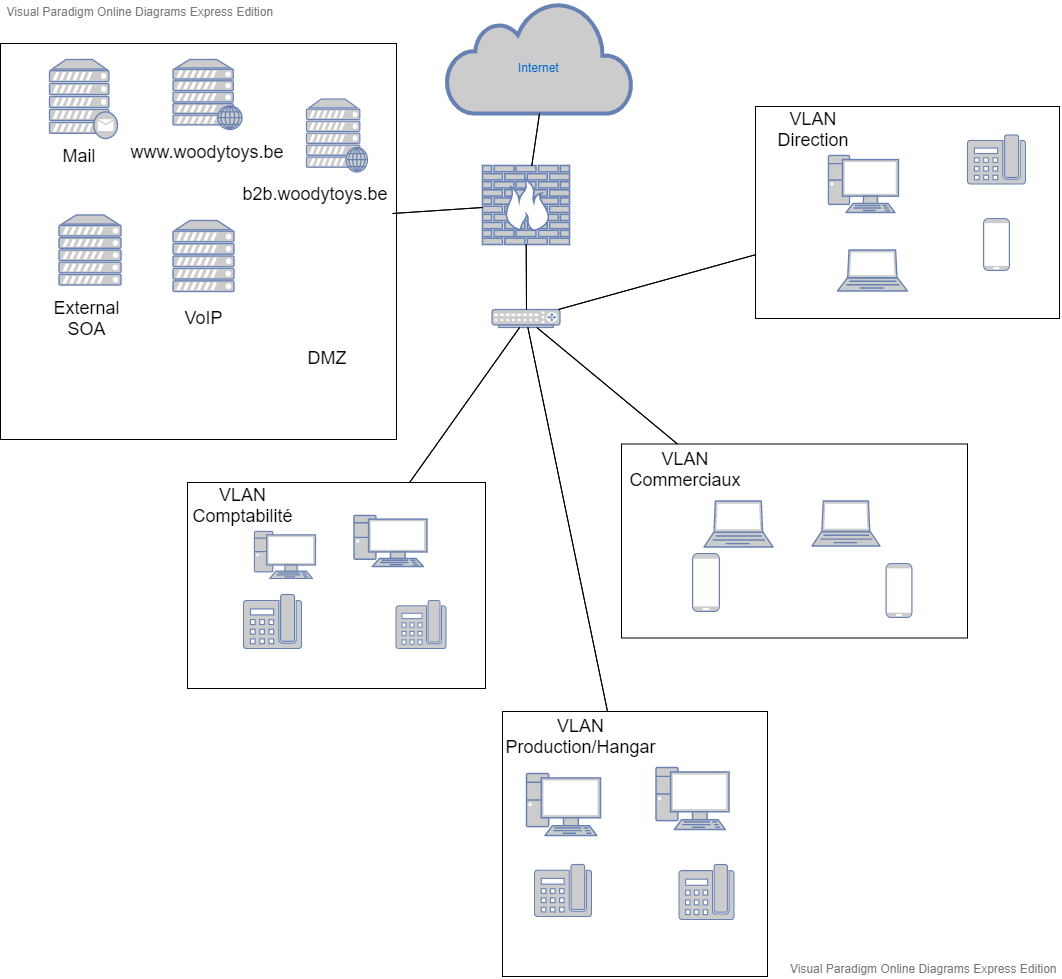 Visual Paradigm Online Diagrams Express Edition
Internet
Mail
www.woodytoys.be
b2b.woodytoys.be
External
SOA
VoIP
DMZ
VLAN
Direction
VLAN
Commerciaux
VLAN
Comptabilité
VLAN
Production/Hangar
Visual Paradigm Online Diagrams Express Edition